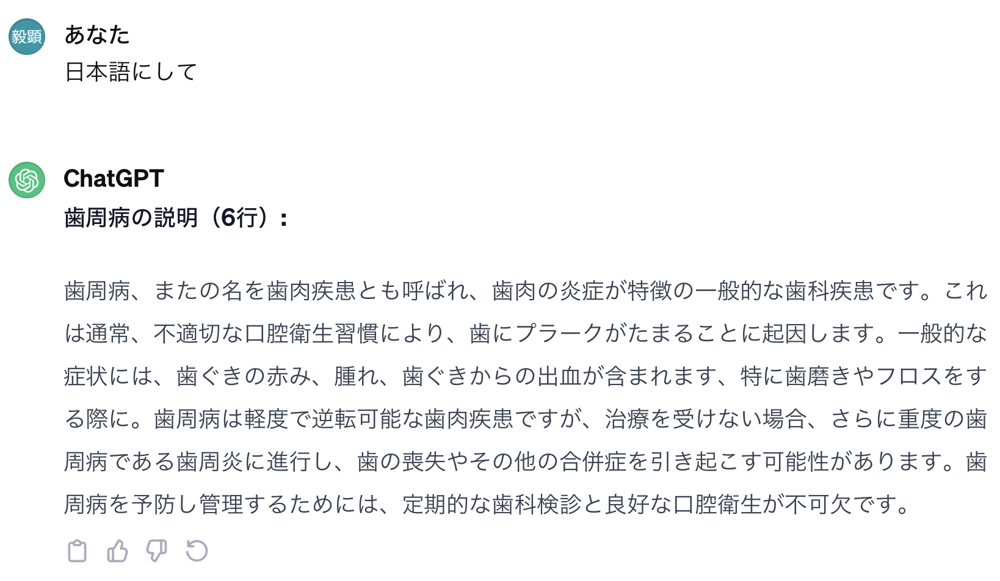 毅顕
あなた
日本語にして
ChatGPT
歯周病の説明（6行）:
歯周病、またの名を歯肉疾患とも呼ばれ、歯肉の炎症が特徴の一般的な歯科疾患です。これ
は通常、不適切な口腔衛生習慣により、歯にプラークがたまることに起因します。一般的な
症状には、歯ぐきの赤み、腫れ、歯ぐきからの出血が含まれます、特に歯磨きやフロスをす
る際に。歯周病は軽度で逆転可能な歯肉疾患ですが、治療を受けない場合、さらに重度の歯
周病である歯周炎に進行し、歯の喪失やその他の合併症を引き起こす可能性があります。歯
周病を予防し管理するためには、定期的な歯科検診と良好な口腔衛生が不可欠です。